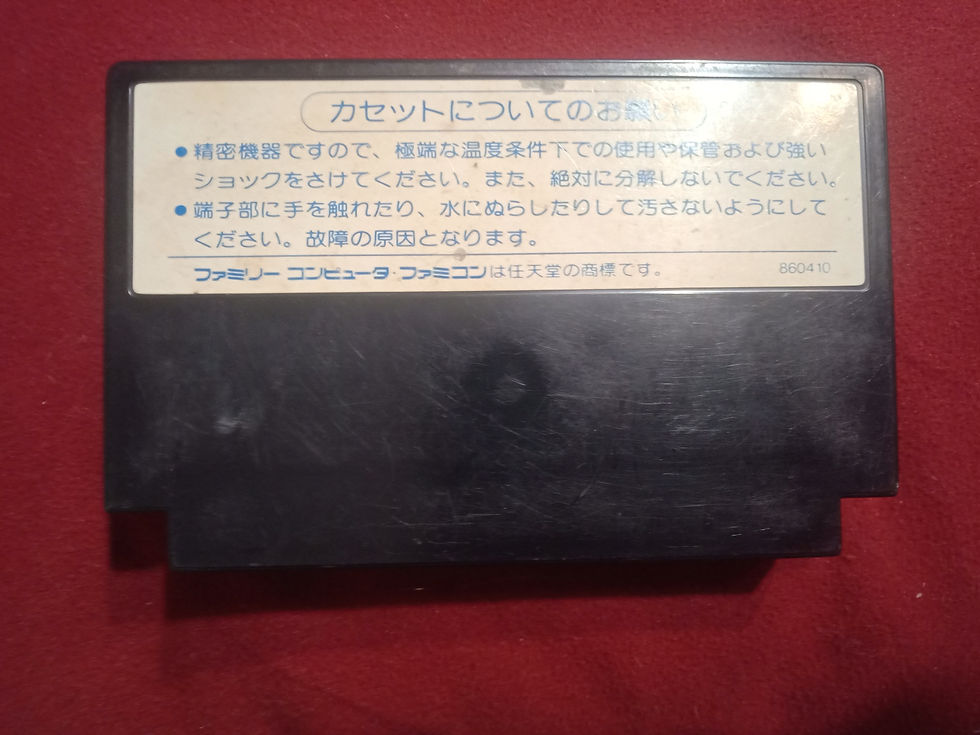 カセットについてのお願い
●精密機器ですので、極端な温度条件下での使用や保管および強い
ショックをさけてください。また、絶対に分解しないでください。
●端子部に手を触れたり、水にぬらしたりして汚さないようにして
ください。故障の原因となります。
ファミリー コンピュータ・ファミコンは任天堂の商標です。 860410